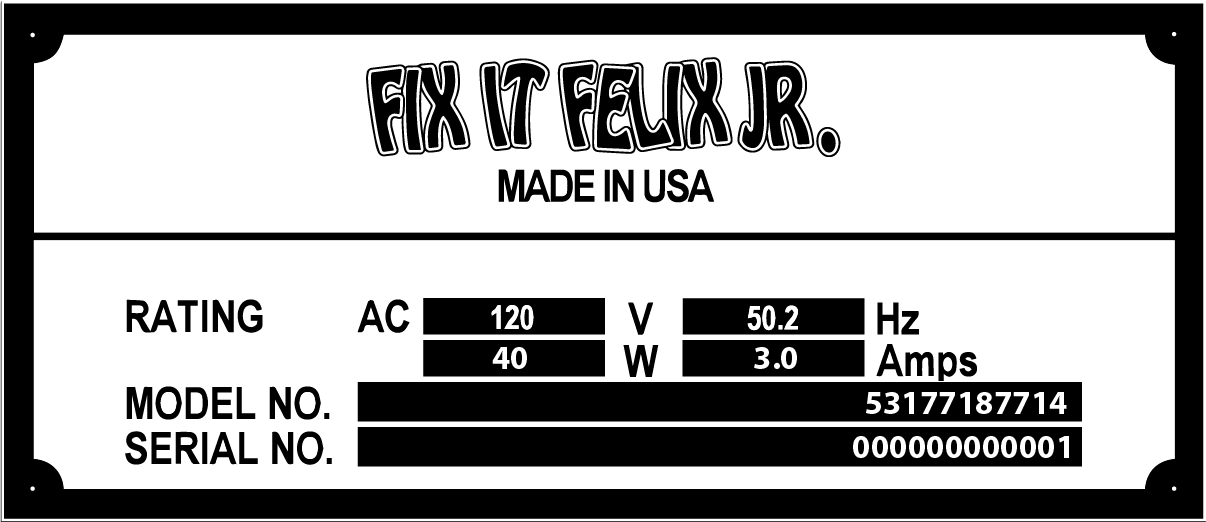 FIX IT FELIX JR.
MADE IN USA
RATING AC 120 V 50.2 Hz
40 W 3.0 Amps
MODEL NO. 53177187714
SERIAL NO. 000000000001